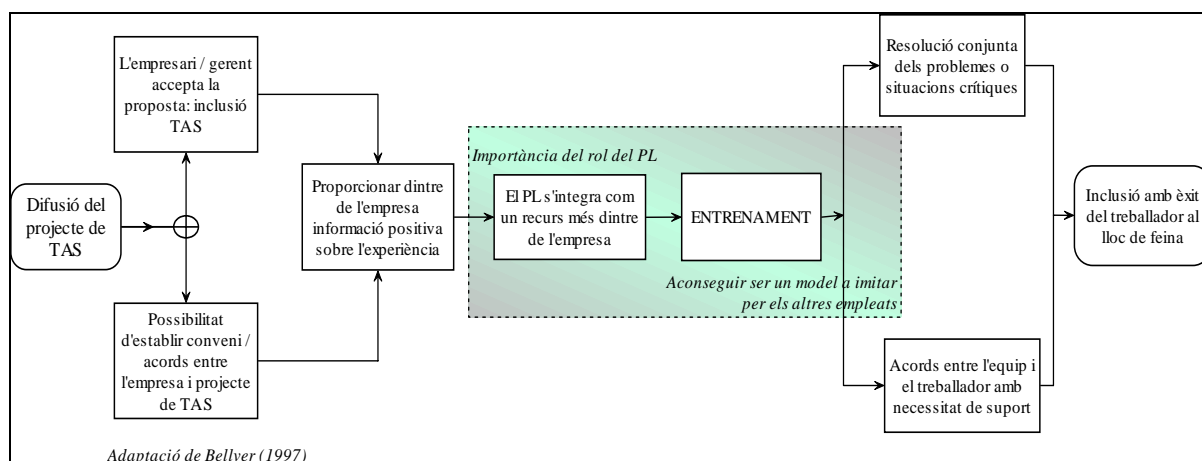 Difusió del
projecte de
TAS
L'empresari / gerent
accepta la
proposta: inclusió
TAS
Possibilitat
d'establir conveni /
acords entre
l'empresa i projecte
de TAS
Proporcionar dintre
de l'empresa
informació positiva
sobre l'experiència
Importància del rol del PL
El PL s'integra com
un recurs més dintre
de l'empresa
ENTRENAMENT
Aconseguir ser un model a imitar
per els altres empleats
Resolució conjunta
dels problemes o
situacions crítiques
Acords entre l'equip i
el treballador amb
necessitat de suport
Inclusió amb èxit
del treballador al
lloc de feina
Adaptació de Bellver (1997)